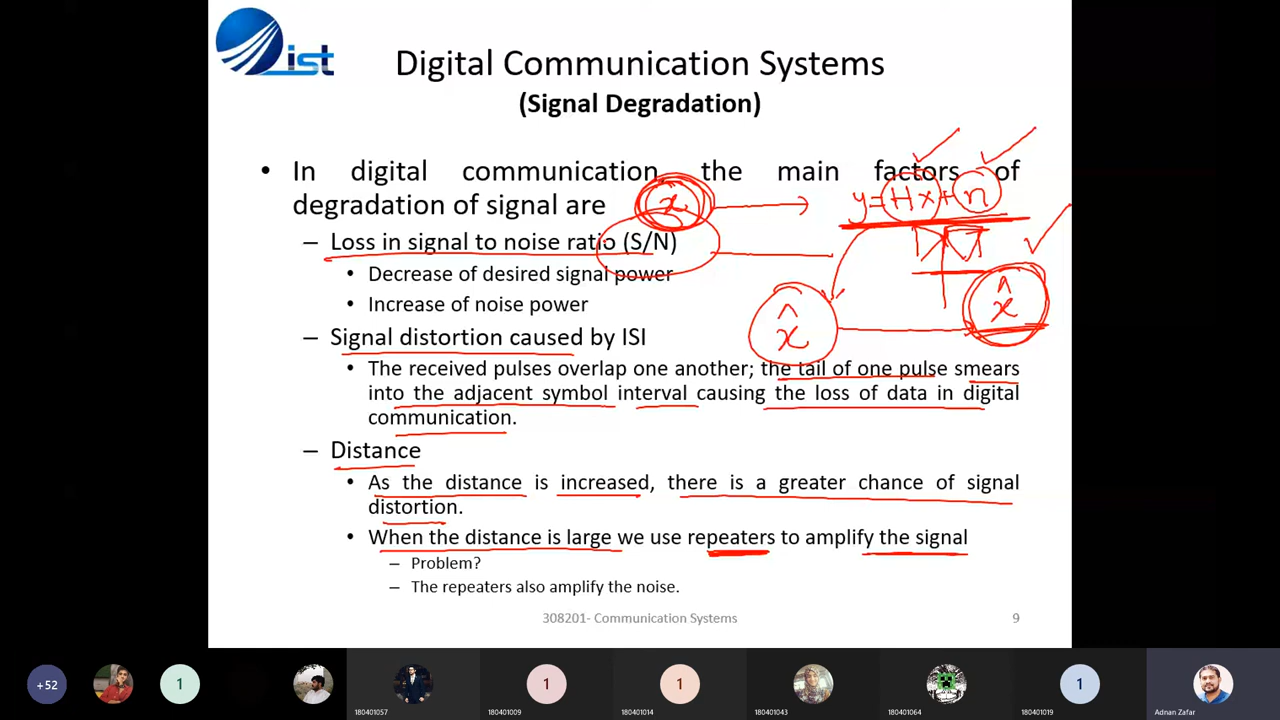 ist
Digital Communication Systems
(Signal Degradation)
• In digital communication, the main factors of
degradation of signal are
x
y = Hx + n
– Loss in signal to noise ratio (S/N)
• Decrease of desired signal power
• Increase of noise power
x̂
x̂
– Signal distortion caused by ISI
• The received pulses overlap one another; the tail of one pulse smears
into the adjacent symbol interval causing the loss of data in digital
communication.
– Distance
• As the distance is increased, there is a greater chance of signal
distortion.
• When the distance is large we use repeaters to amplify the signal
– Problem?
– The repeaters also amplify the noise.
308201- Communication Systems
9
+52
1
1
1
1
180401057
180401009
180401014
180401043
180401064
180401019
Adnan Zafar